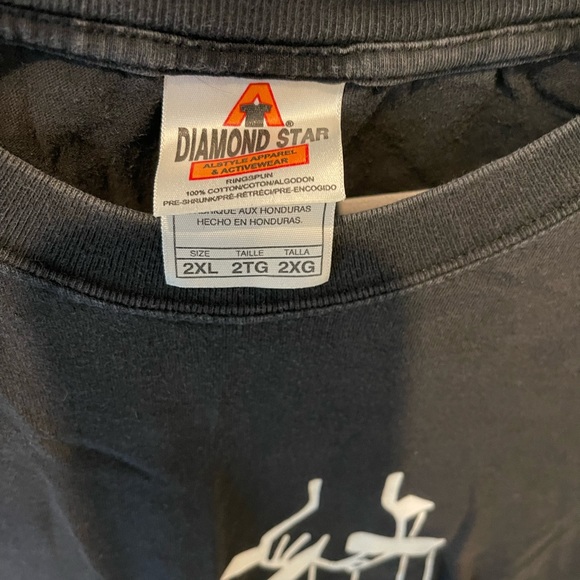 A
DIAMOND STAR®
ALSTYLE APPAREL
& ACTIVEWEAR
RINGSPUN
100% COTTON/COTON/ALGODON
PRE-SHRUNK/PRÉ-RÉTRÉCI/PRE-ENCOGIDO
AUX HONDURAS
HECHO EN HONDURAS.
SIZE TAILLE TALLA
2XL 2TG 2XG